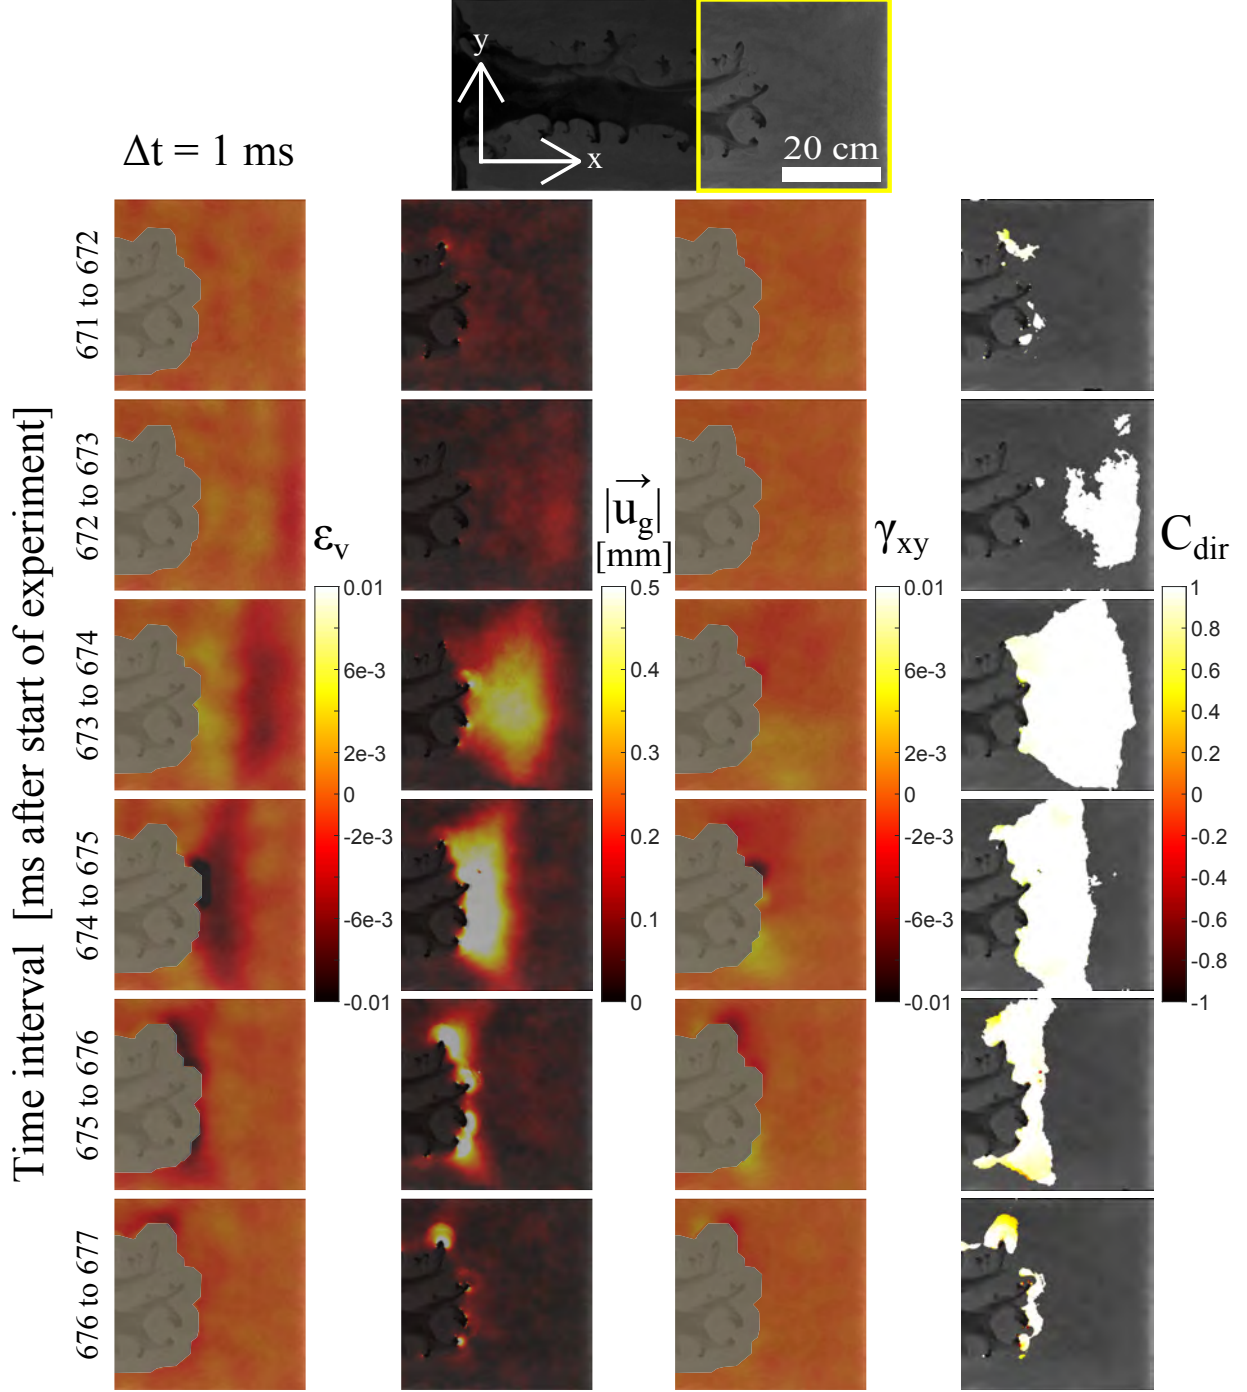 y
x
20 cm
Δt = 1 ms
Time interval [ms after start of experiment]
671 to 672
672 to 673
673 to 674
674 to 675
675 to 676
676 to 677
εv
0.01
6e-3
2e-3
0
-2e-3
-6e-3
-0.01
|ug|
[mm]
0.5
0.4
0.3
0.2
0.1
0
γxy
0.01
6e-3
2e-3
0
-2e-3
-6e-3
-0.01
Cdir
1
0.8
0.6
0.4
0.2
0
-0.2
-0.4
-0.6
-0.8
-1